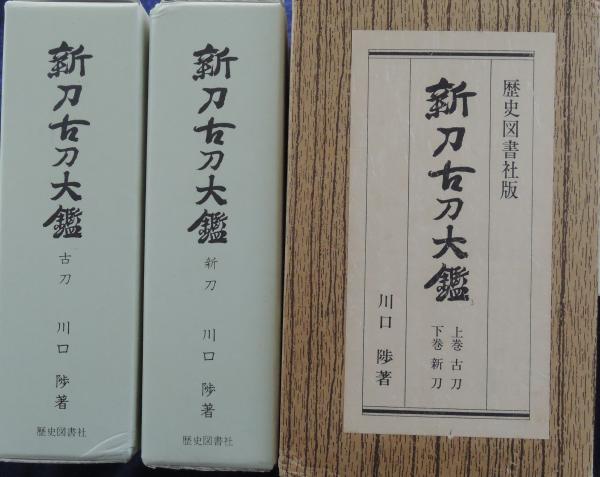 新刀古刀大鑑
古刀
川口 陟著
歴史図書社
新刀古刀大鑑
新刀
川口 陟著
歴史図書社
歴史図書社版
新刀古刀大鑑
上巻 古刀
下巻 新刀
川口 陟著